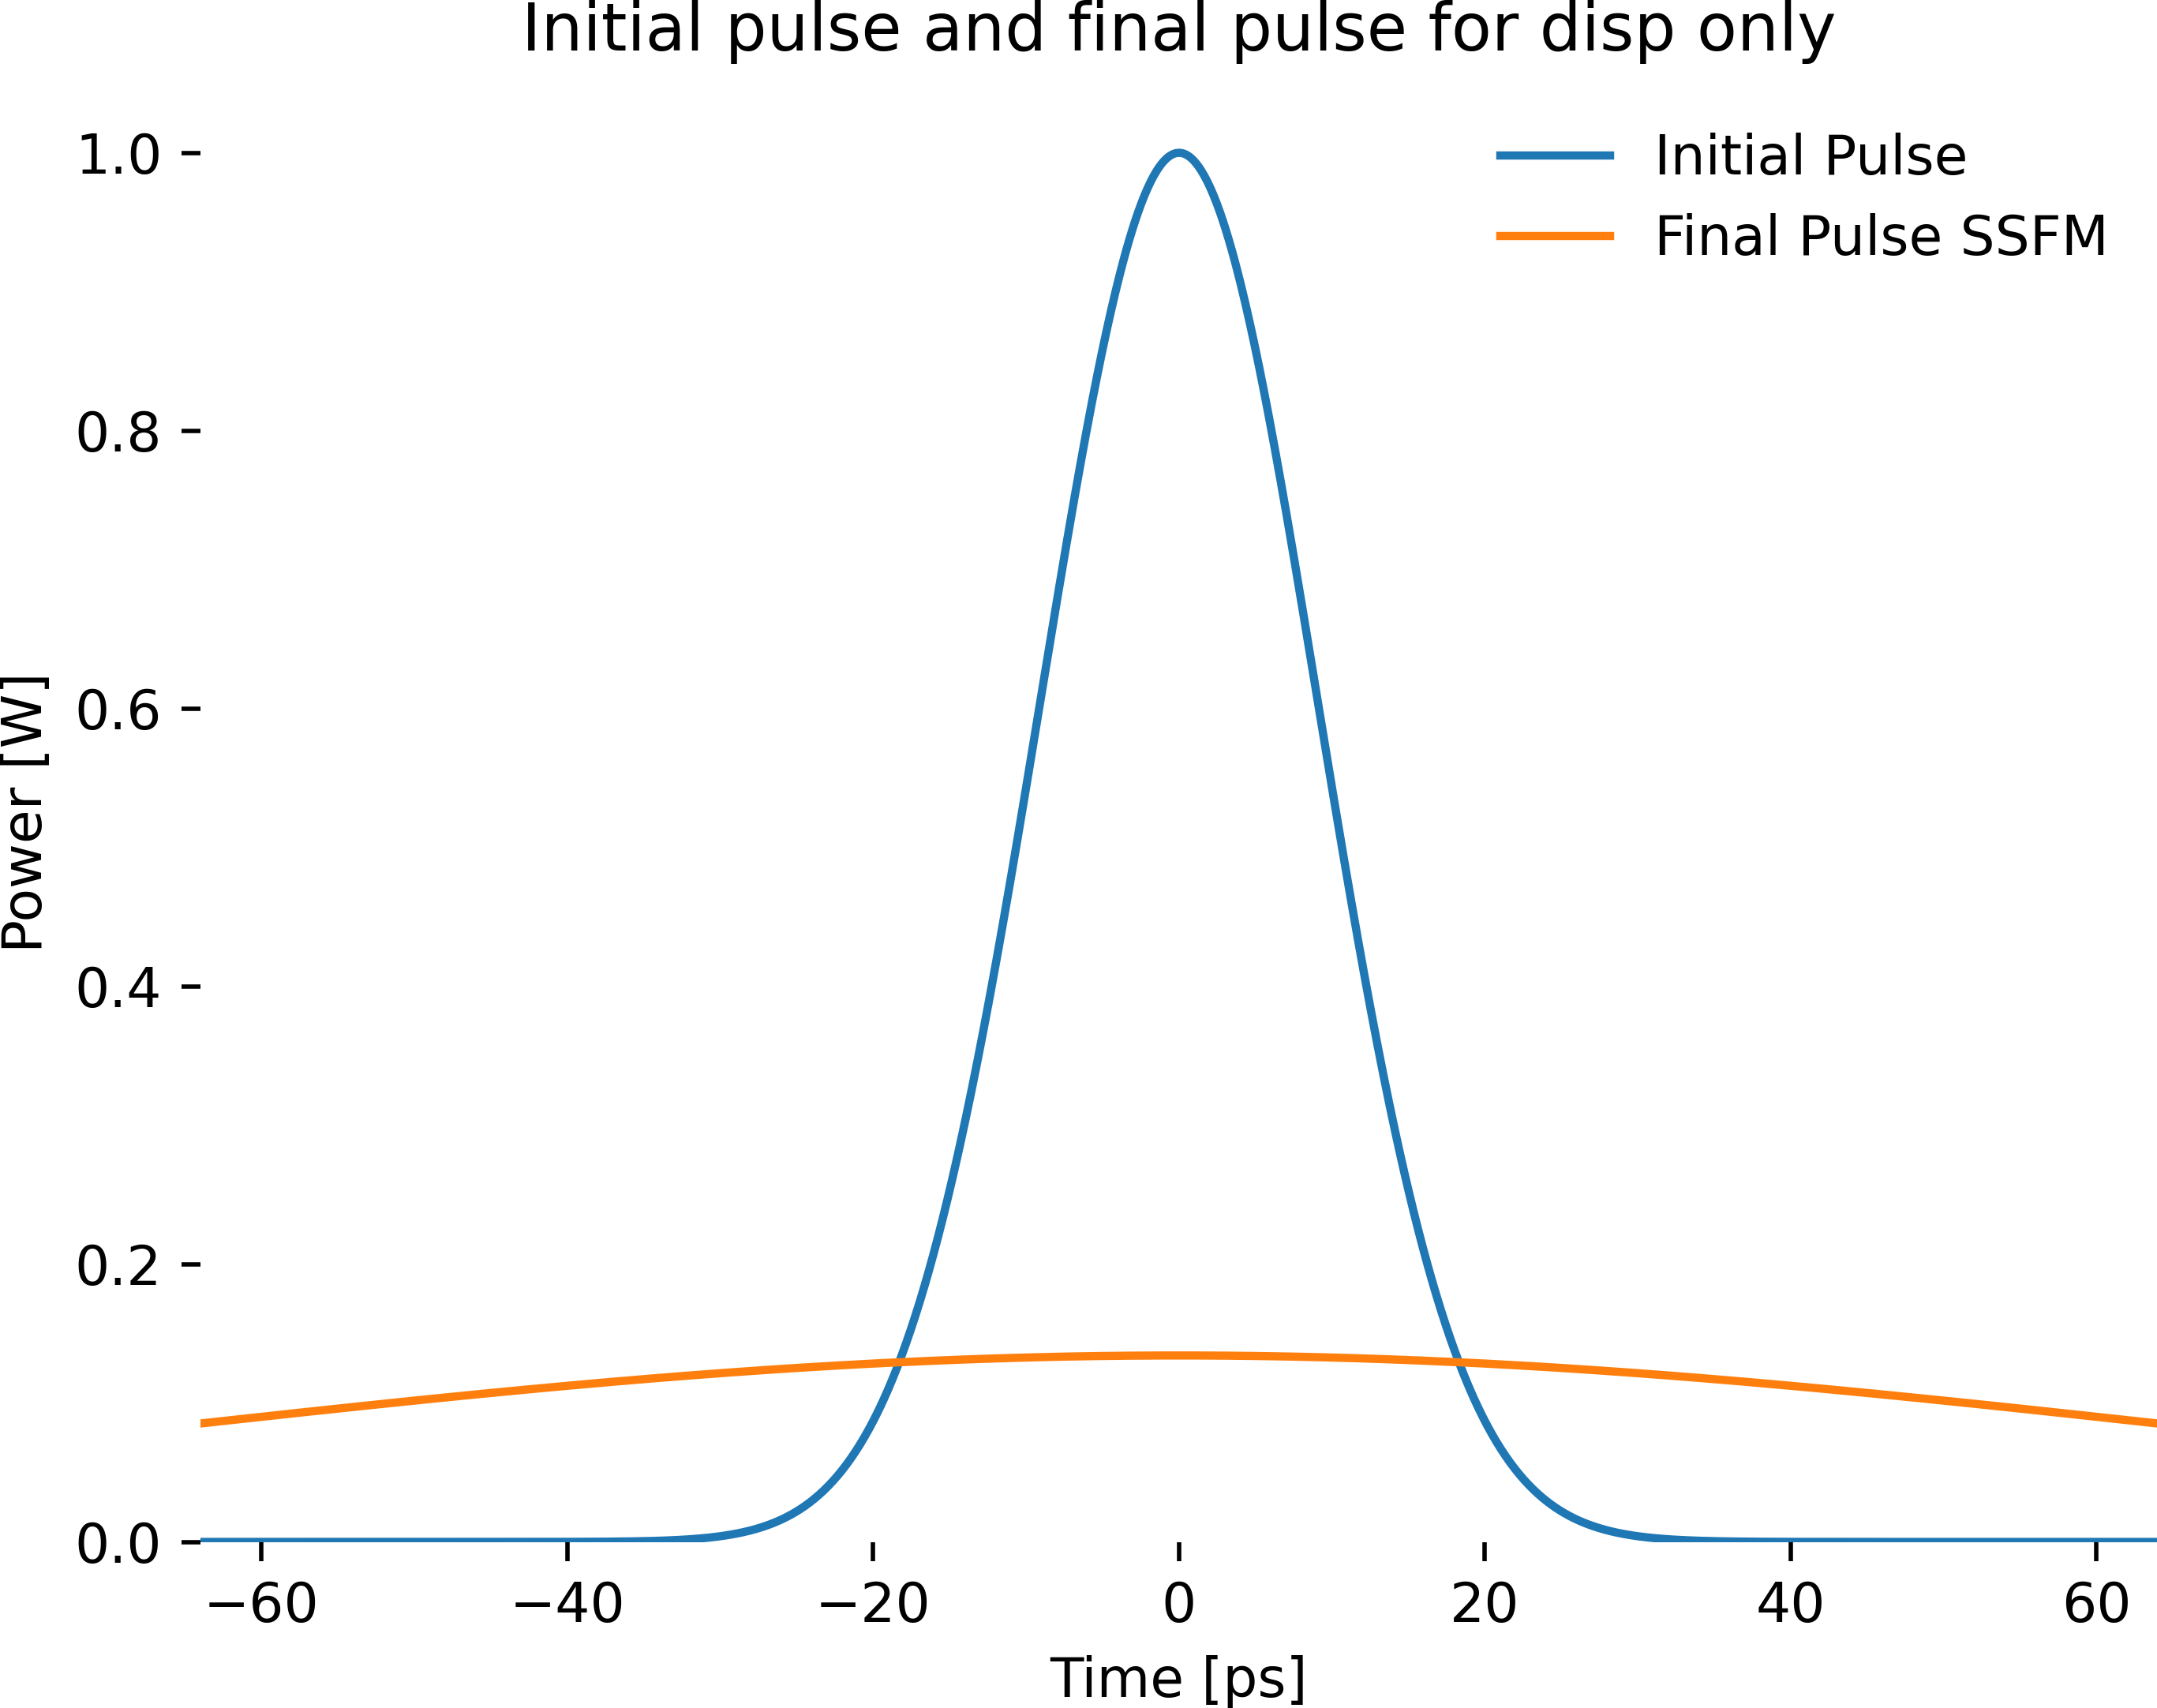 Initial pulse and final pulse for disp only
Initial Pulse
Final Pulse SSFM
Power [W]
1.0
0.8
0.6
0.4
0.2
0.0
−60 −40 −20 0 20 40 60
Time [ps]